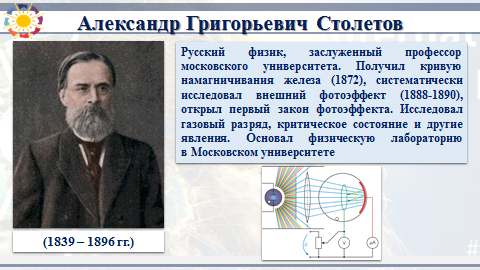 Александр Григорьевич Столетов
Русский физик, заслуженный профессор
московского университета. Получил кривую
намагничивания железа (1872), систематически
исследовал внешний фотоэффект (1888-1890),
открыл первый закон фотоэффекта. Исследовал
газовый разряд, критическое состояние и другие
явления. Основал физическую лабораторию
в Московском университете
(1839 – 1896 гг.)
V
μA
#